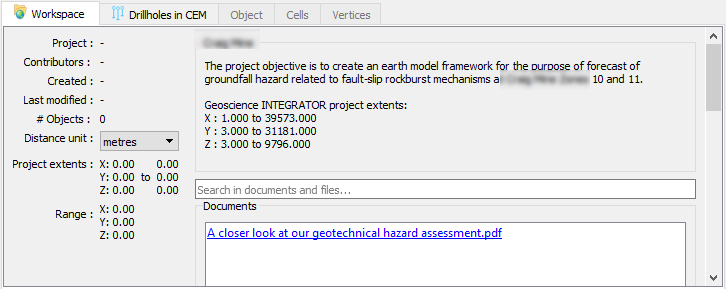 Workspace
Drillholes in CEM
Object
Cells
Vertices
Project : -
Contributors : -
Created : -
Last modified : -
# Objects : 0
Distance unit : metres
Project extents : X: 0.00 0.00
Y: 0.00 to 0.00
Z: 0.00 0.00
Range : X: 0.00
Y: 0.00
Z: 0.00
The project objective is to create an earth model framework for the purpose of forecast of
groundfall hazard related to fault-slip rockburst mechanisms 10 and 11.
Geoscience INTEGRATOR project extents:
X : 1.000 to 39573.000
Y : 3.000 to 31181.000
Z : 3.000 to 9796.000
Search in documents and files...
Documents
A closer look at our geotechnical hazard assessment.pdf